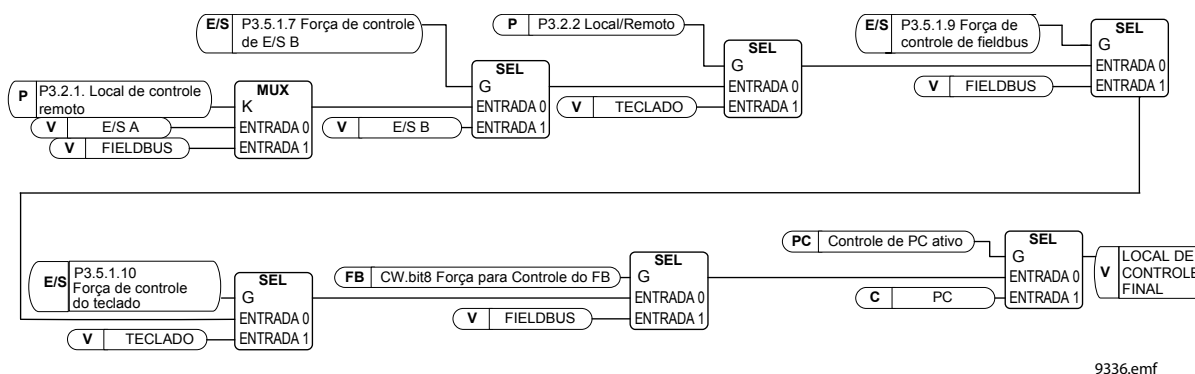 E/S P3.5.1.7 Força de controle
de E/S B
P P3.2.2 Local/Remoto
E/S P3.5.1.9 Força de
controle de fieldbus
SEL
G
ENTRADA 0
ENTRADA 1
SEL
G
ENTRADA 0
ENTRADA 1
SEL
G
ENTRADA 0
ENTRADA 1
V FIELDBUS
V TECLADO
P P3.2.1. Local de controle
remoto
MUX
K
ENTRADA 0
ENTRADA 1
V E/S A
V FIELDBUS
V E/S B
E/S P3.5.1.10
Força de controle
do teclado
SEL
G
ENTRADA 0
ENTRADA 1
V TECLADO
FB CW.bit8 Força para Controle do FB
SEL
G
ENTRADA 0
ENTRADA 1
V FIELDBUS
PC Controle de PC ativo
SEL
G
ENTRADA 0
ENTRADA 1
C PC
V LOCAL DE
CONTROLE
FINAL
9336.emf